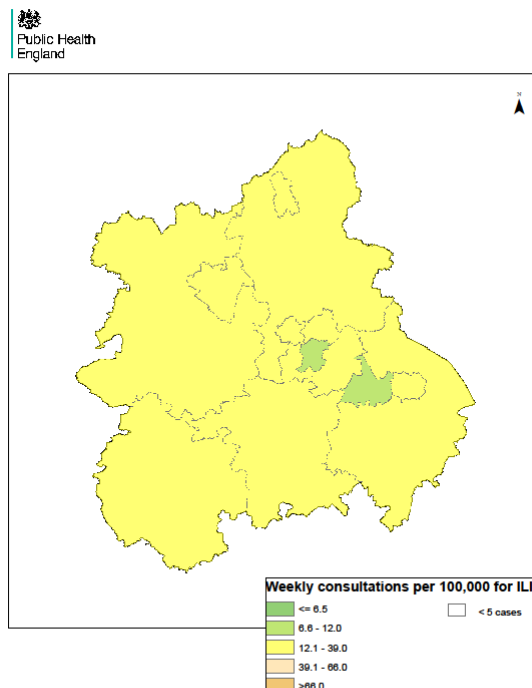 Public Health
England
N
Weekly consultations per 100,000 for ILI
<= 6.5
< 5 cases
6.6 - 12.0
12.1 - 39.0
39.1 - 66.0
>66.0